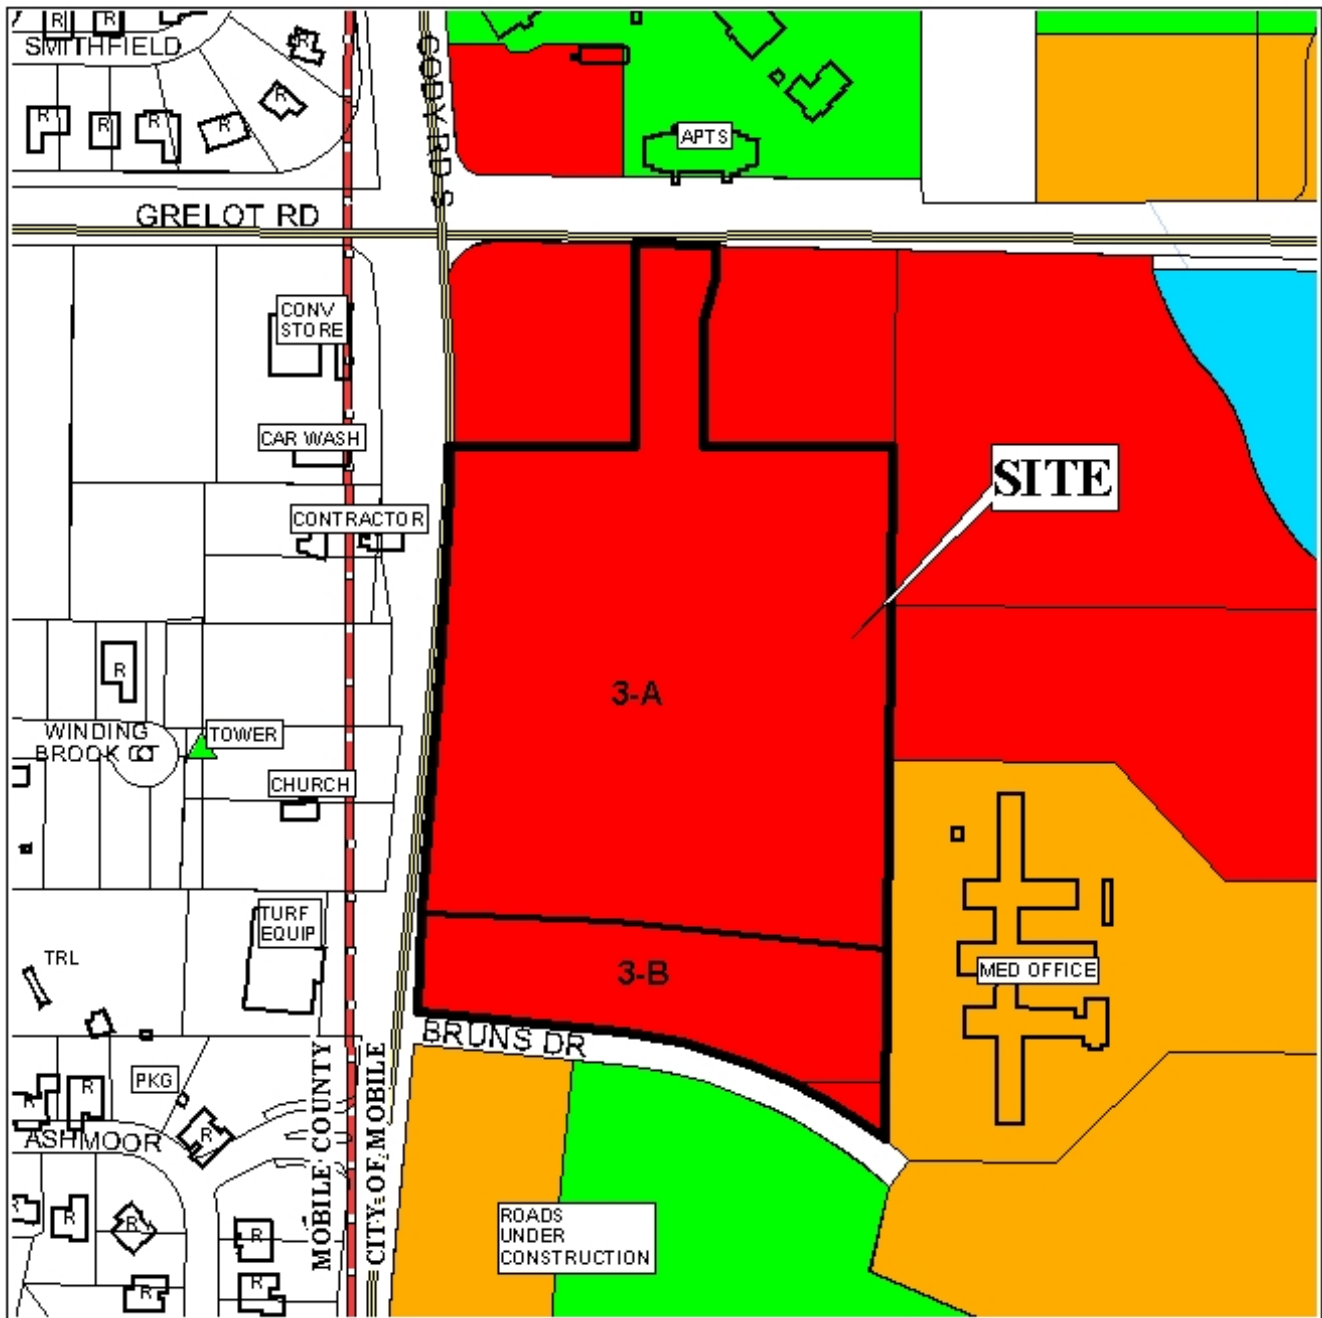 R
R
SMITHFIELD
R
CODY RD S
R
R
R
R
R
APTS
GRELOT RD
CONV
STORE
CAR WASH
SITE
CONTRACTOR
R
3-A
WINDING
BROOK CT
TOWER
CHURCH
TURF
EQUIP
TRL
3-B
MED OFFICE
BRUNS DR
MOBILE COUNTY
CITY OF MOBILE
PKG
R
R
R
ASHMOOR
R
R
R
R
R
R
ROADS
UNDER
CONSTRUCTION